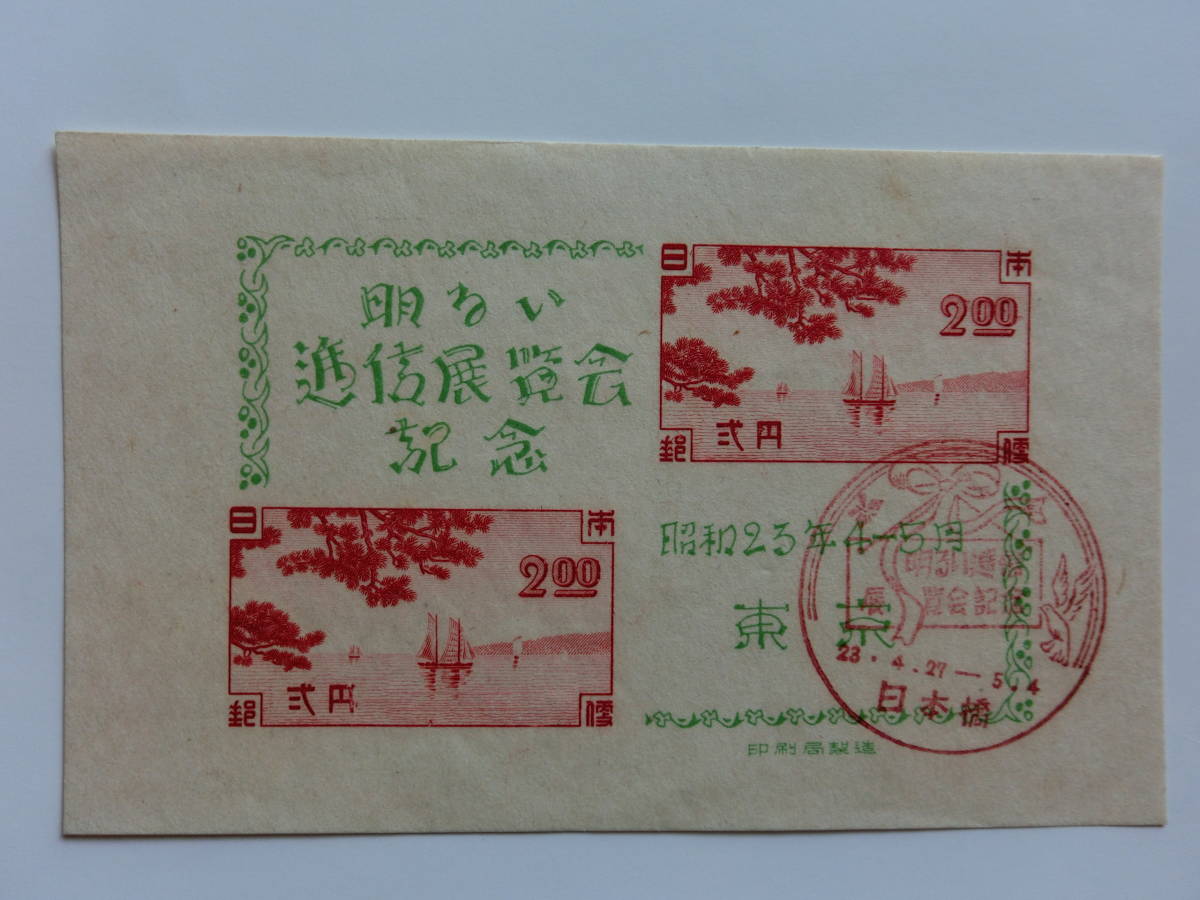 明るい
逓信展覧会
記念
日本
2.00
弐円
郵便
日本
2.00
弐円
郵便
昭和23年4-5月
東京
明るい逓信
展覧会記念
23.4.27-5.4
日本橋
印刷局製造